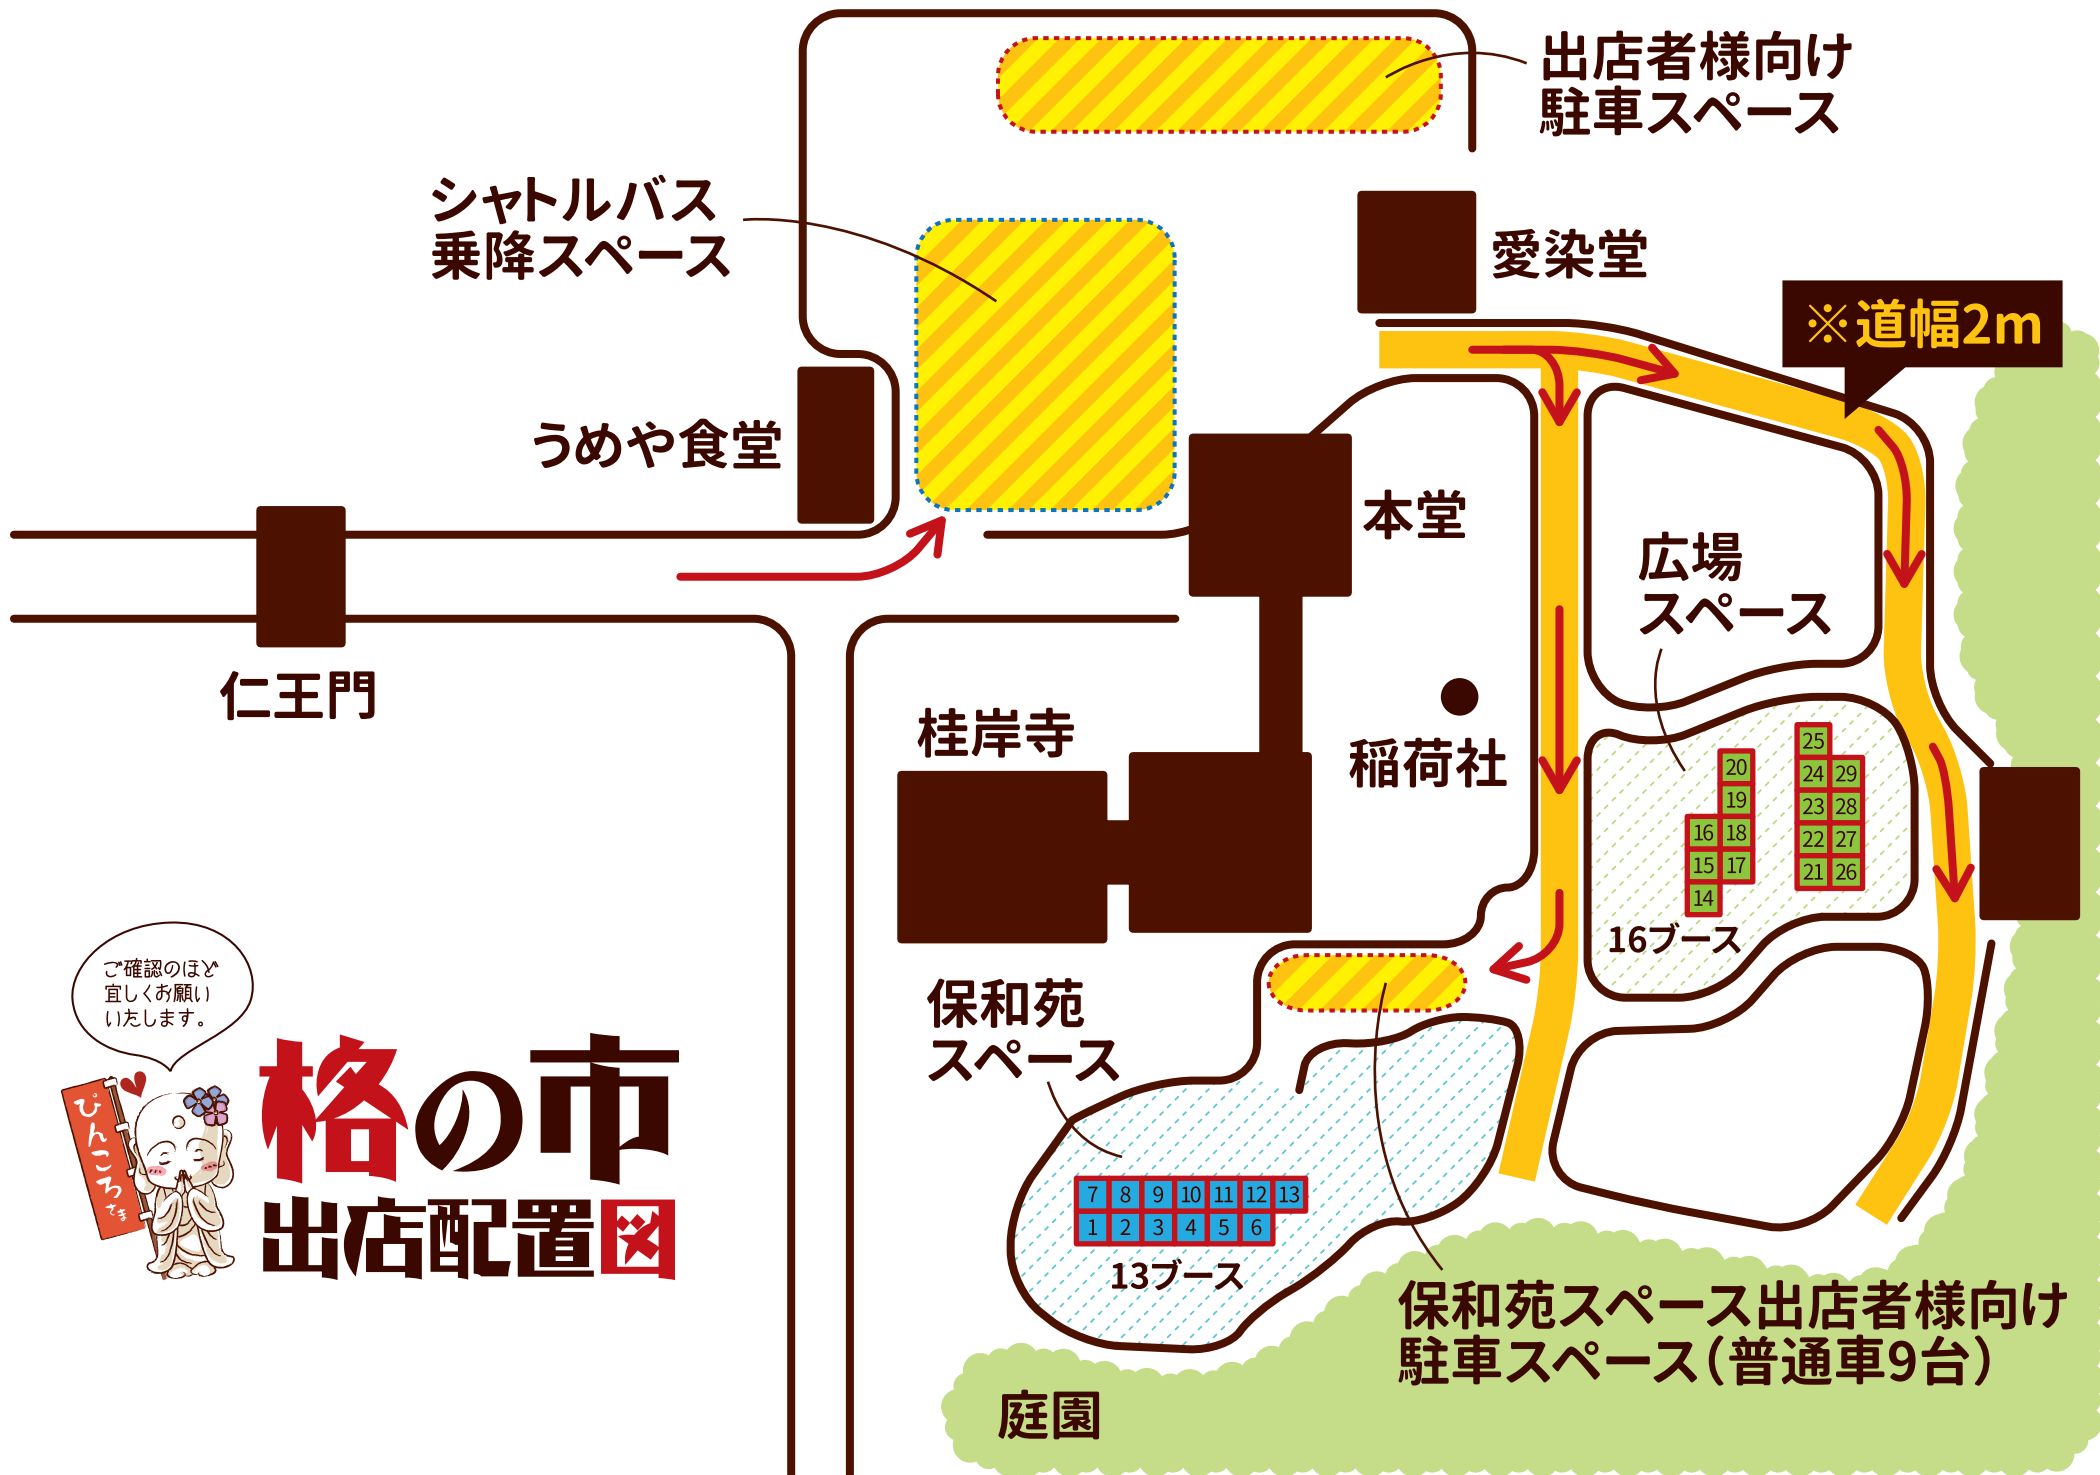 出店者様向け
駐車スペース
シャトルバス
乗降スペース
愛染堂
※道幅2m
うめや食堂
本堂
広場
スペース
仁王門
桂岸寺
稲荷社
25
20
24 29
19
23 28
16 18
22 27
15 17
21 26
14
16ブース
ご確認のほど
宜しくお願い
いたします。
ぴんころ
さま
格の市
出店配置図
保和苑
スペース
7 8 9 10 11 12 13
1 2 3 4 5 6
13ブース
保和苑スペース出店者様向け
駐車スペース(普通車9台)
庭園